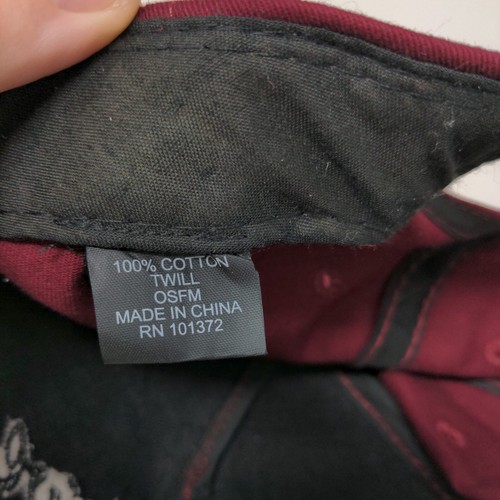 100% COTTON
TWILL
OSFM
MADE IN CHINA
RN 101372